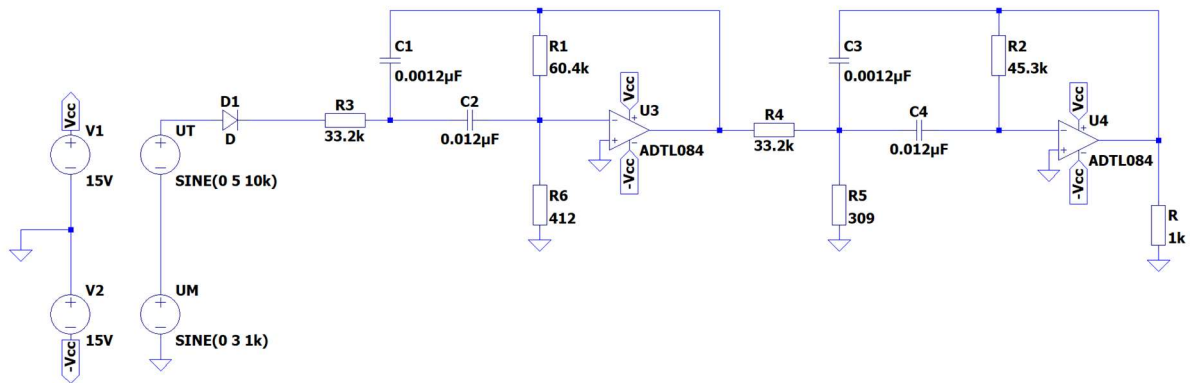 Vcc
V1
15V
V2
15V
-Vcc
UT
SINE(0 5 10k)
UM
SINE(0 3 1k)
D1
D
R3
33.2k
C1
0.0012µF
C2
0.012µF
R1
60.4k
R6
412
Vcc
U3
ADTL084
-Vcc
R4
33.2k
R5
309
C3
0.0012µF
C4
0.012µF
R2
45.3k
Vcc
U4
ADTL084
-Vcc
R
1k